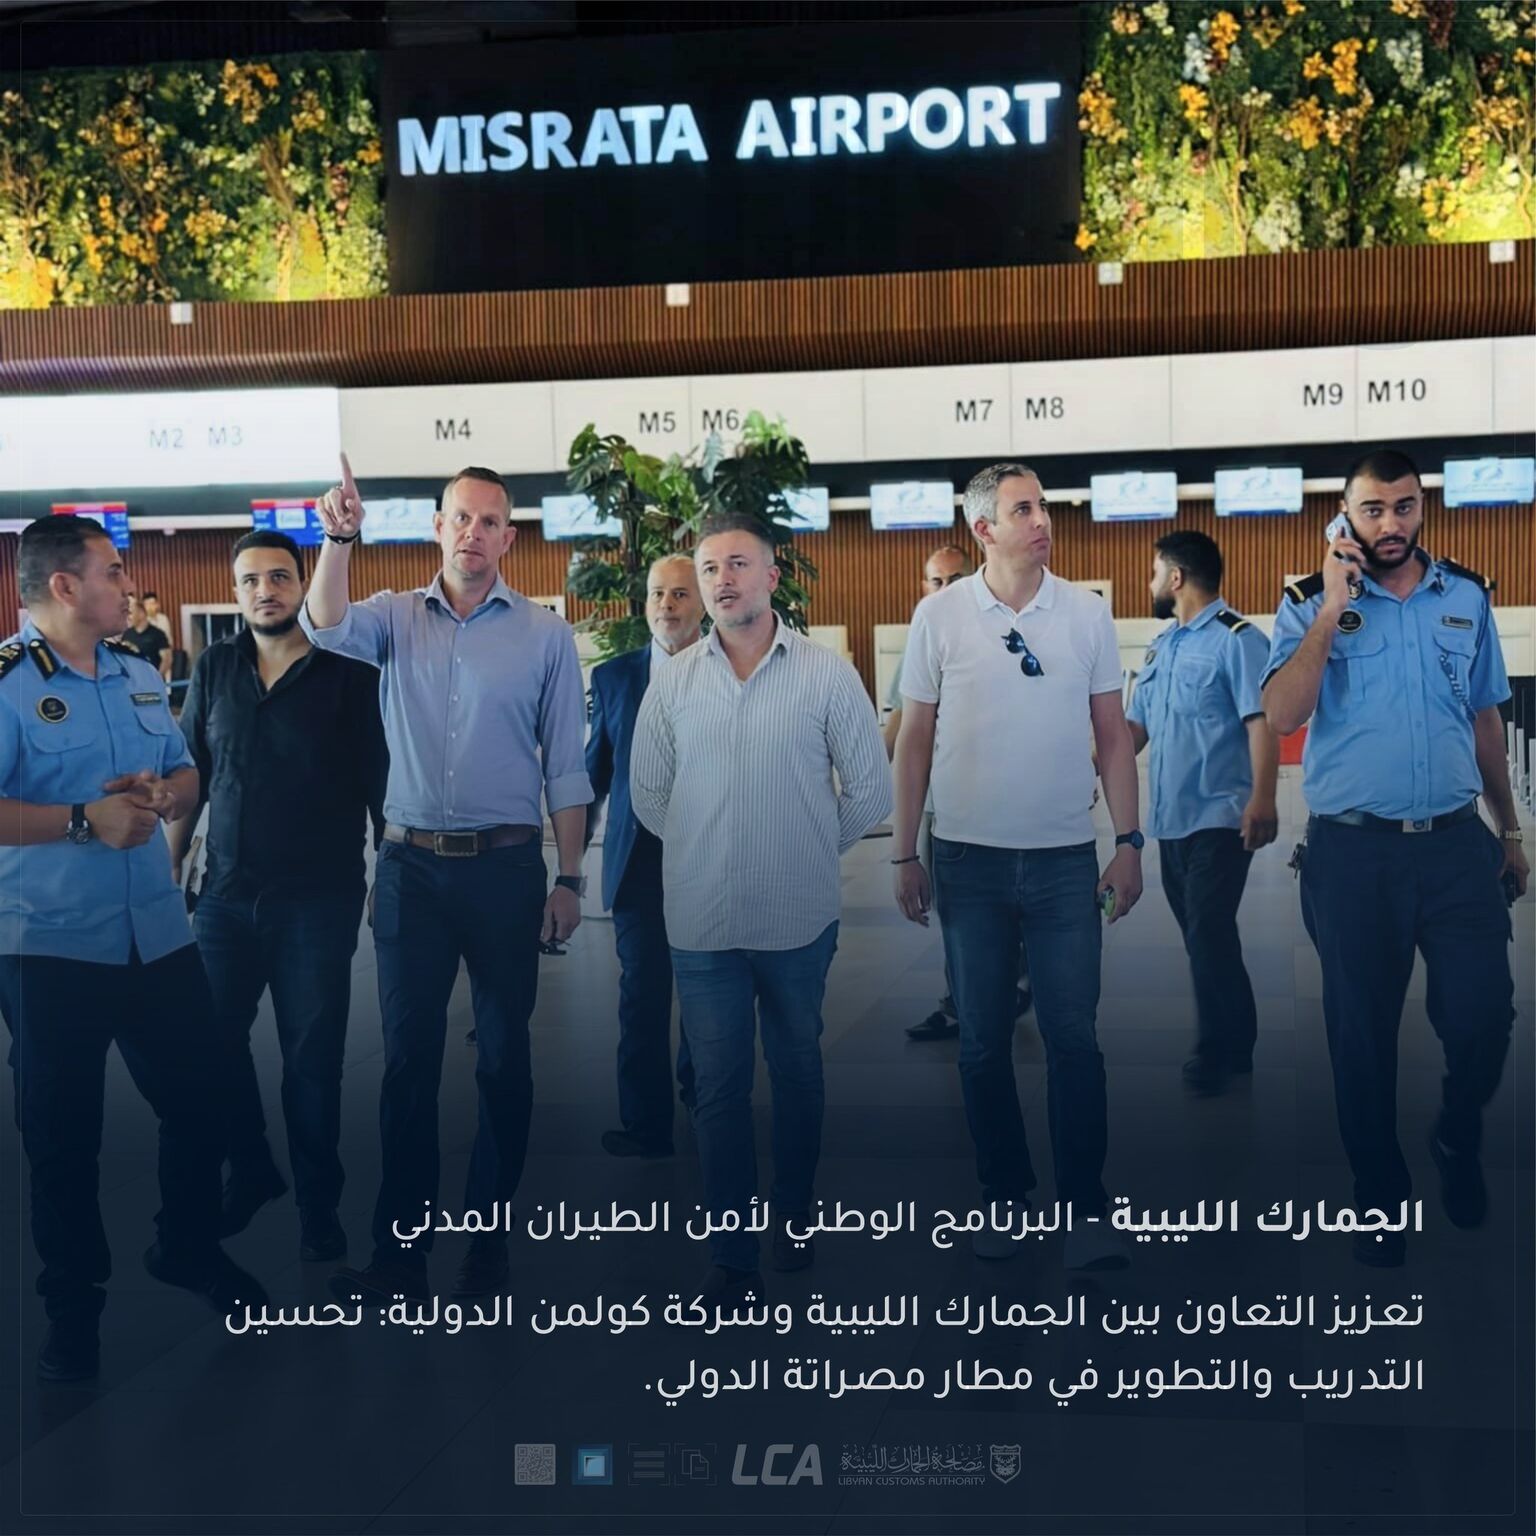 MISRATA AIRPORT
M2 M3
M4
M5 M6
M7 M8
M9 M10
الجمارك الليبية - البرنامج الوطني لأمن الطيران المدني
تعزيز التعاون بين الجمارك الليبية وشركة كولمن الدولية: تحسين
التدريب والتطوير في مطار مصراتة الدولي.
LCA
مصلحة الجمارك الليبية
LIBYAN CUSTOMS AUTHORITY